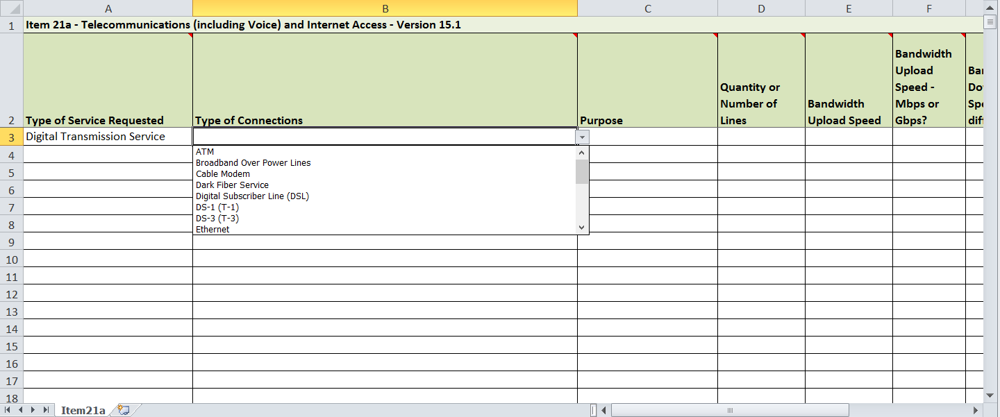 A B C D E F
1 Item 21a - Telecommunications (including Voice) and Internet Access - Version 15.1
Bandwidth
Upload
Speed -
Mbps or
Gbps?
Quantity or
Number of
Lines
Bandwidth
Upload Speed
2 Type of Service Requested Type of Connections Purpose
3 Digital Transmission Service
ATM
Broadband Over Power Lines
Cable Modem
Dark Fiber Service
Digital Subscriber Line (DSL)
DS-1 (T-1)
DS-3 (T-3)
Ethernet
4
5
6
7
8
9
10
11
12
13
14
15
16
17
18
Item21a